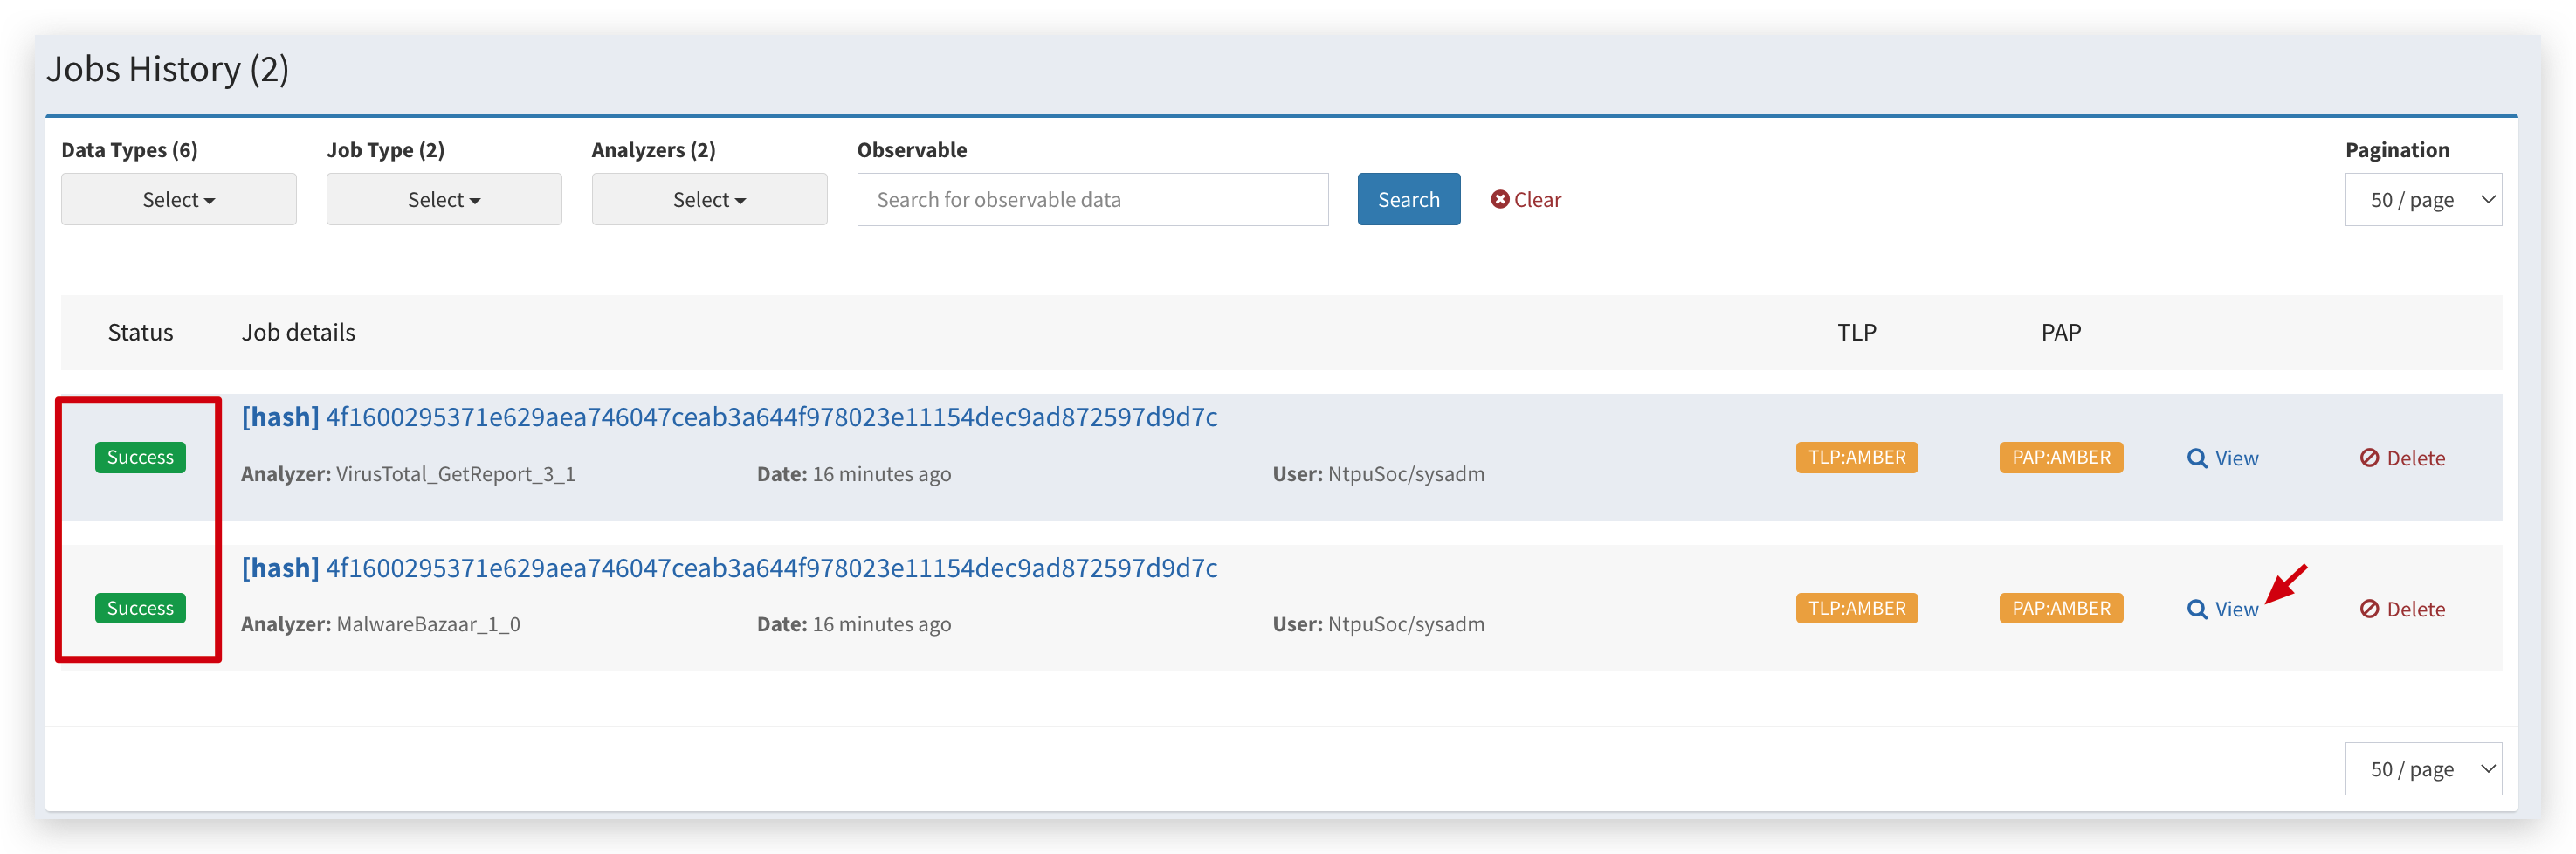 Jobs History (2)
Data Types (6) Job Type (2) Analyzers (2) Observable Pagination
Select Select Select Search for observable data Search Clear 50 / page
Status Job details TLP PAP
[hash] 4f1600295371e629aea746047ceab3a644f978023e11154dec9ad872597d9d7c
Success TLP:AMBER PAP:AMBER View Delete
Analyzer: VirusTotal_GetReport_3_1 Date: 16 minutes ago User: NtpuSoc/sysadm
[hash] 4f1600295371e629aea746047ceab3a644f978023e11154dec9ad872597d9d7c
Success TLP:AMBER PAP:AMBER View Delete
Analyzer: MalwareBazaar_1_0 Date: 16 minutes ago User: NtpuSoc/sysadm
50 / page